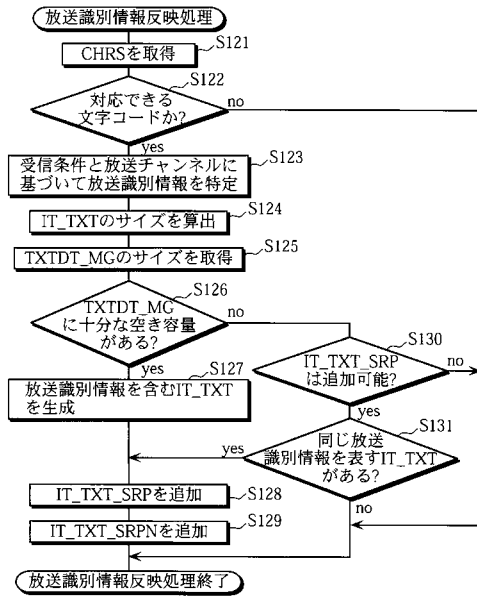 放送識別情報反映処理
S121
CHRSを取得
S122
対応できる
文字コードか?
no
yes
S123
受信条件と放送チャンネルに
基づいて放送識別情報を特定
S124
IT_TXTのサイズを算出
S125
TXTDT_MGのサイズを取得
S126
TXTDT_MG
に十分な空き容量
がある?
no
yes
S130
IT_TXT_SRP
は追加可能?
no
yes
S127
放送識別情報を含むIT_TXT
を生成
S131
同じ放送
識別情報を表すIT_TXT
がある?
yes
no
S128
IT_TXT_SRPを追加
S129
IT_TXT_SRPNを追加
放送識別情報反映処理終了